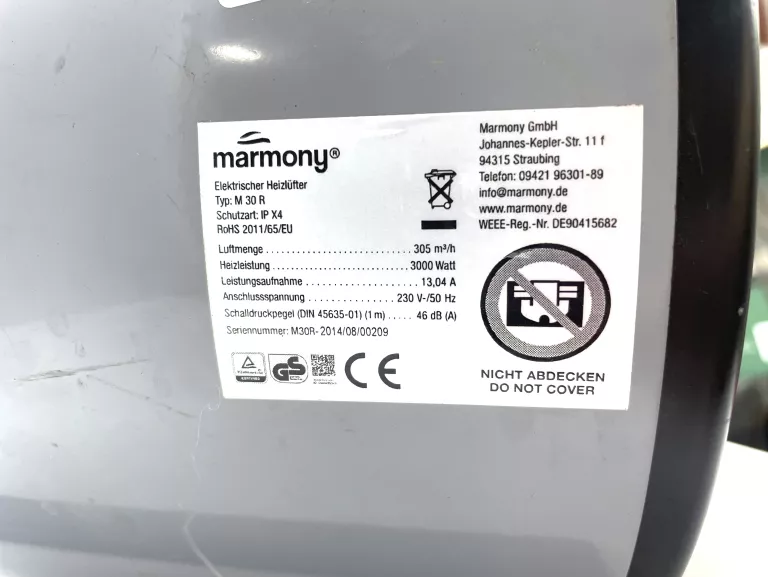 marmony®
Elektrischer Heizlüfter
Typ: M 30 R
Schutzart: IP X4
RoHS 2011/65/EU
Marmony GmbH
Johannes-Kepler-Str. 11 f
94315 Straubing
Telefon: 09421 96301-89
info@marmony.de
www.marmony.de
WEEE-Reg.-Nr. DE90415682
Luftmenge 305 m³/h
Heizleistung 3000 Watt
Leistungsaufnahme 13,04 A
Anschlussspannung 230 V-/50 Hz
Schalldruckpegel (DIN 45635-01) (1 m) 46 dB (A)
Seriennummer: M30R-2014/08/00209
GS
CE
NICHT ABDECKEN
DO NOT COVER